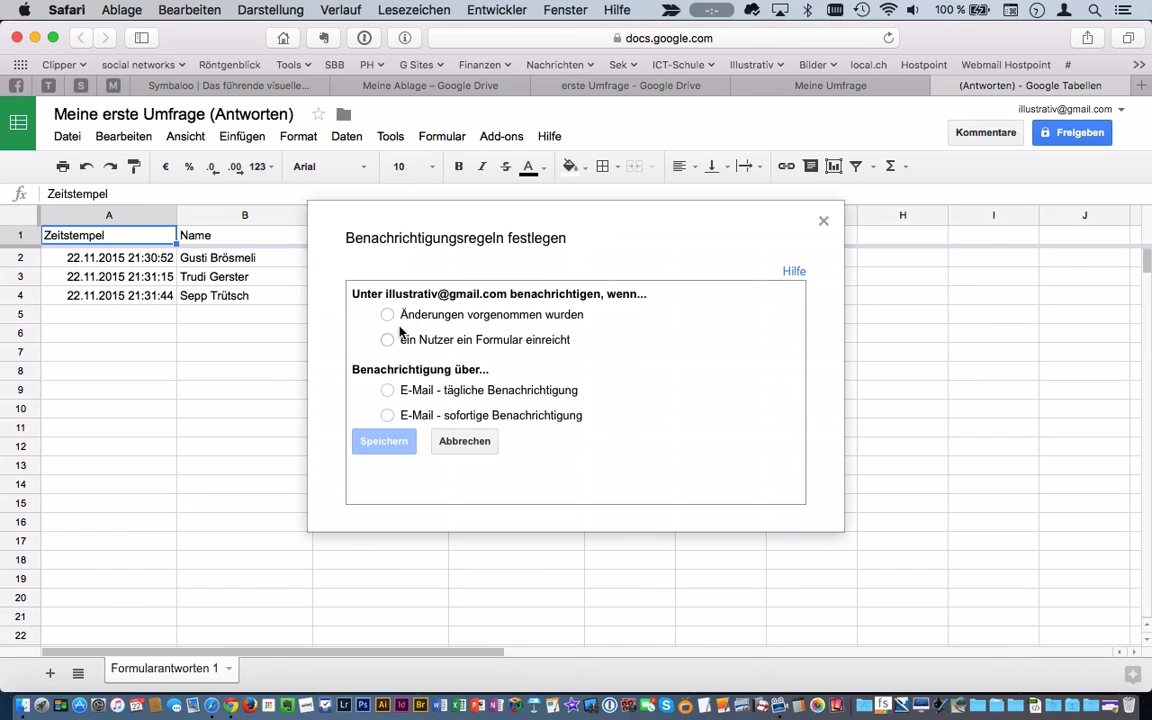 Safari Ablage Bearbeiten Darstellung Verlauf Lesezeichen Entwickler Fenster Hilfe 100 %
docs.google.com
Clipper social networks Röntgenblick Tools SBB PH G Sites Finanzen Nachrichten Sek ICT-Schule Illustrativ Bilder local.ch Hostpoint Webmail Hostpoint # >>
Symbaloo | Das führende visuelle... Meine Ablage – Google Drive erste Umfrage - Google Drive Meine Umfrage (Antworten) - Google Tabellen
Meine erste Umfrage (Antworten) illustrativ@gmail.com
Datei Bearbeiten Ansicht Einfügen Format Daten Tools Formular Add-ons Hilfe Kommentare Freigeben
€ % .0 .00 123 Arial 10 B I S A Σ
fx Zeitstempel
A B H I J
1 Zeitstempel Name
2 22.11.2015 21:30:52 Gusti Brösmeli
3 22.11.2015 21:31:15 Trudi Gerster
4 22.11.2015 21:31:44 Sepp Trütsch
5
6
7
8
9
10
11
12
13
14
15
16
17
18
19
20
21
22
Benachrichtigungsregeln festlegen
Hilfe
Unter illustrativ@gmail.com benachrichtigen, wenn...
Änderungen vorgenommen wurden
ein Nutzer ein Formular einreicht
Benachrichtigung über...
E-Mail - tägliche Benachrichtigung
E-Mail - sofortige Benachrichtigung
Speichern Abbrechen
Formularantworten 1